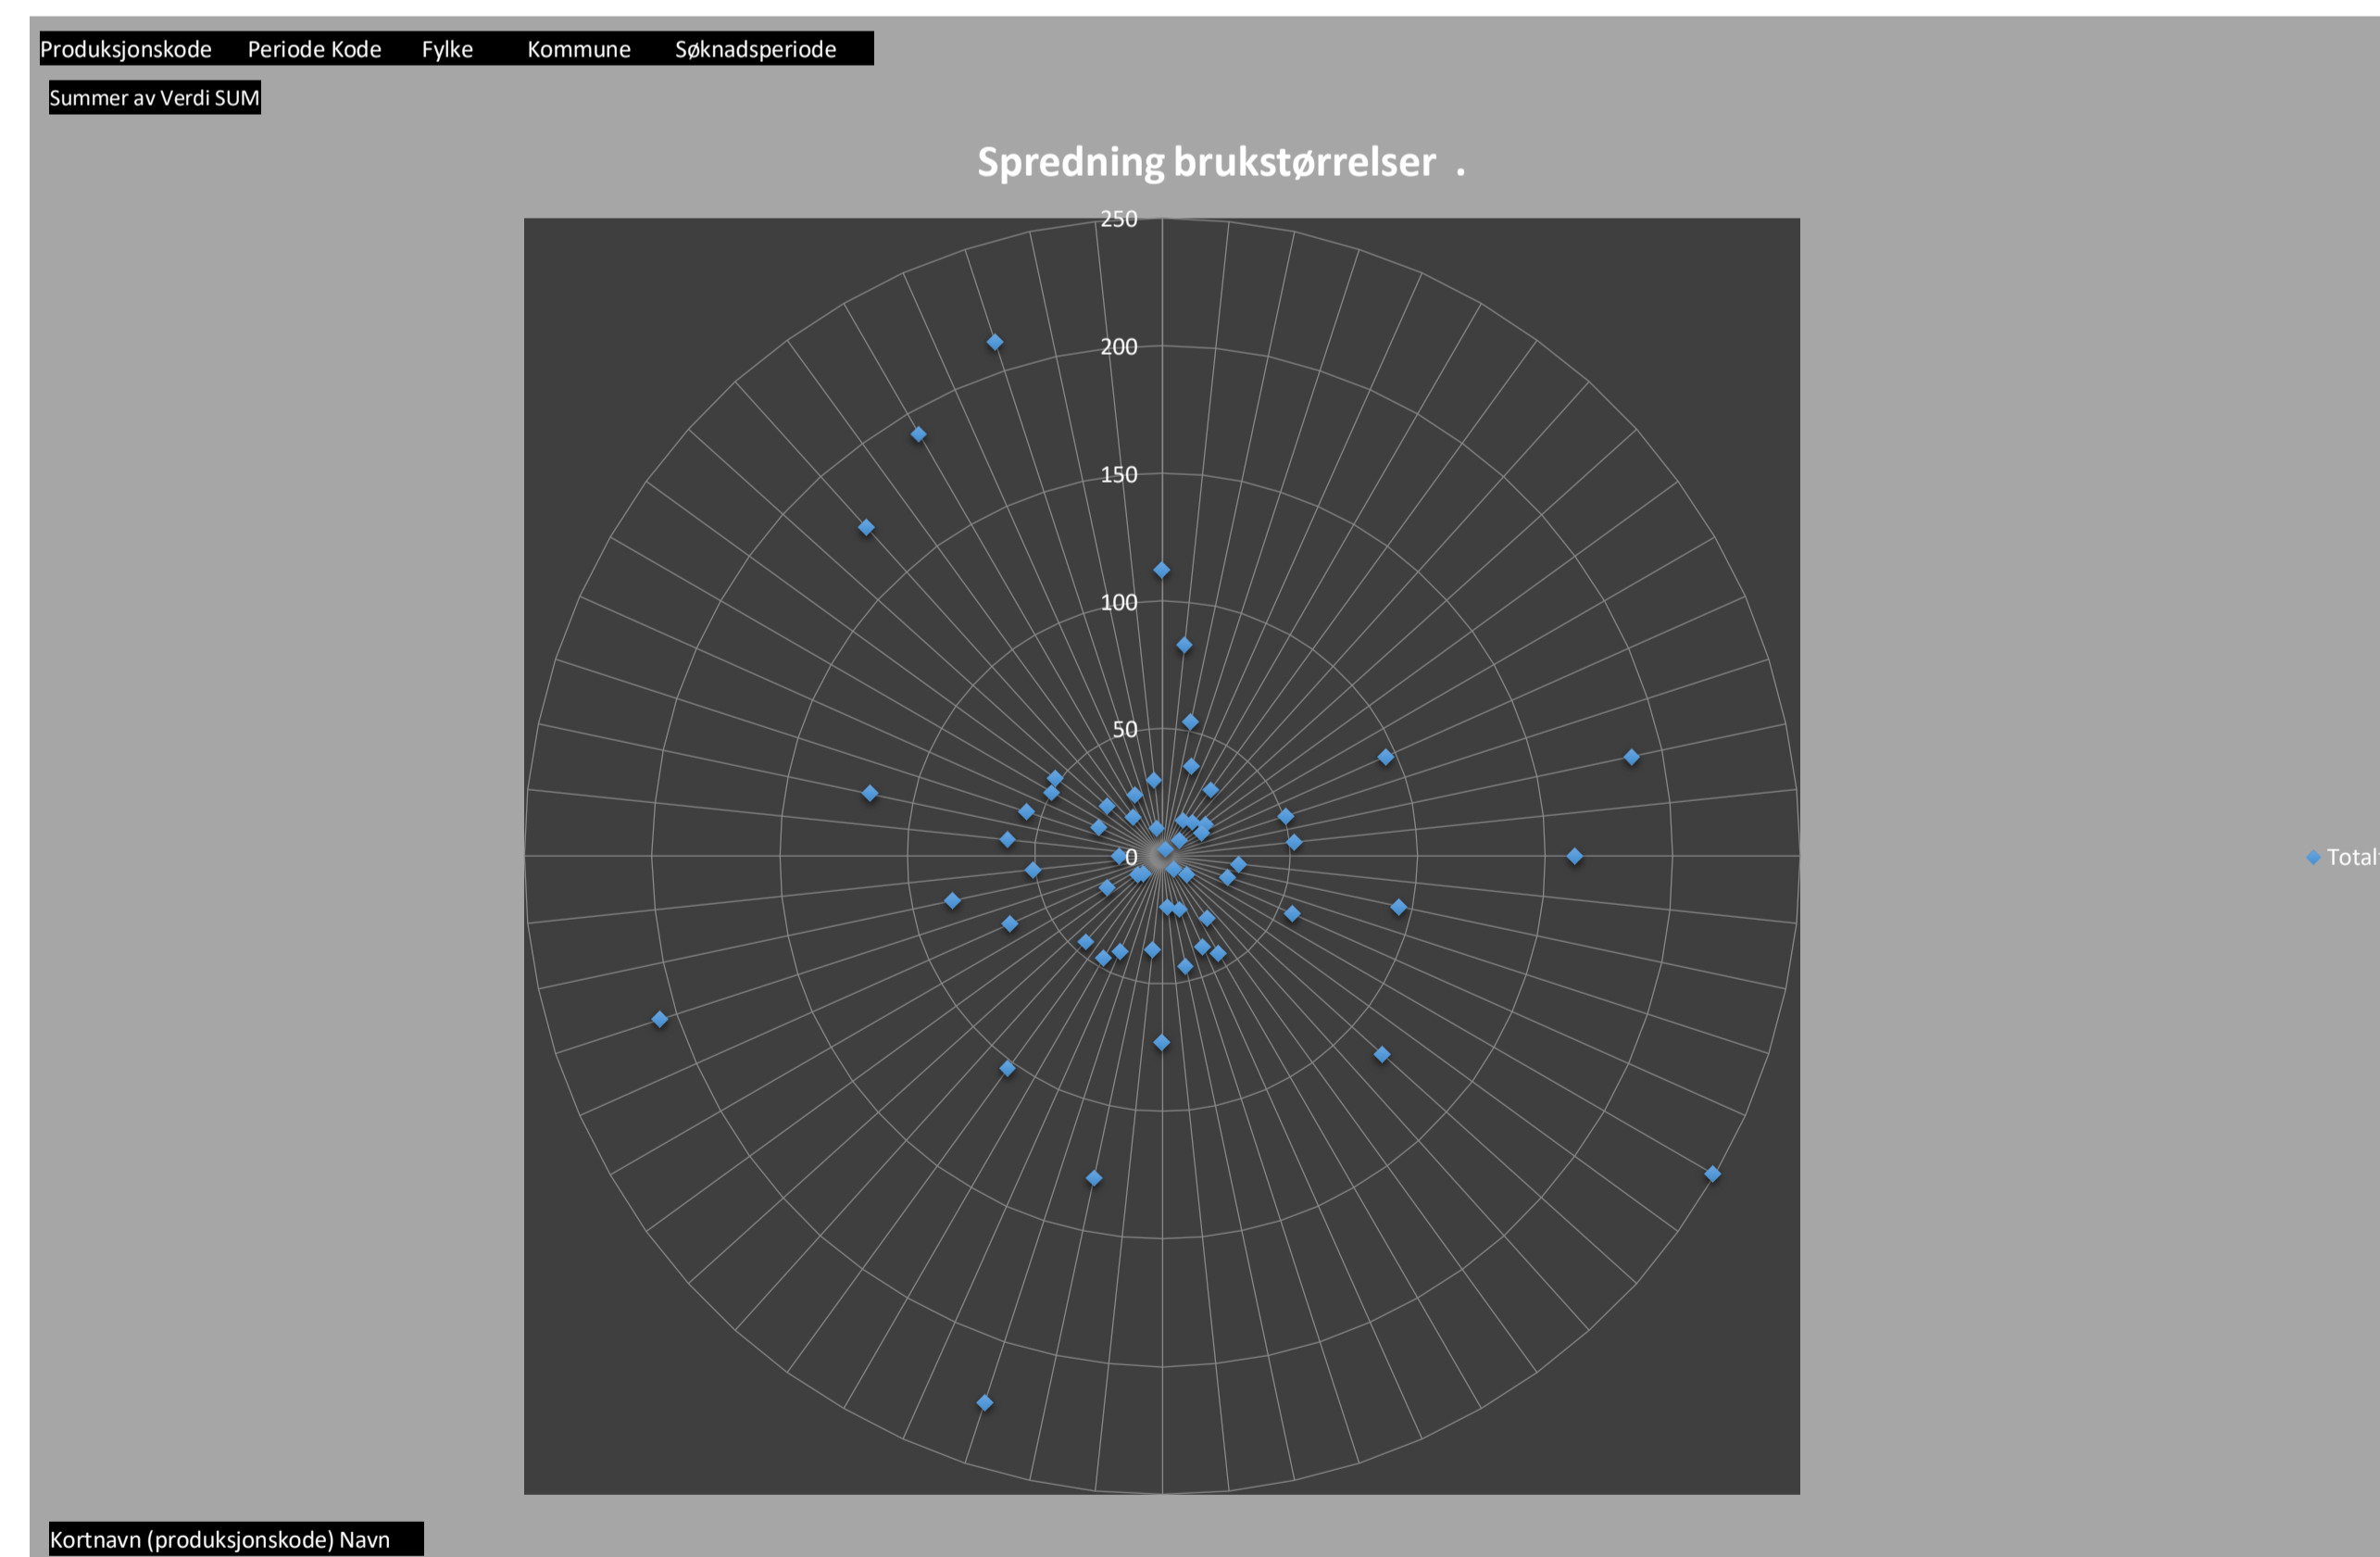 Produksjonskode Periode Kode Fylke Kommune Søknadsperiode
Summer av Verdi SUM
Spredning brukstørrelser .
250
200
150
100
50
0
Totalt
Kortnavn (produksjonskode) Navn